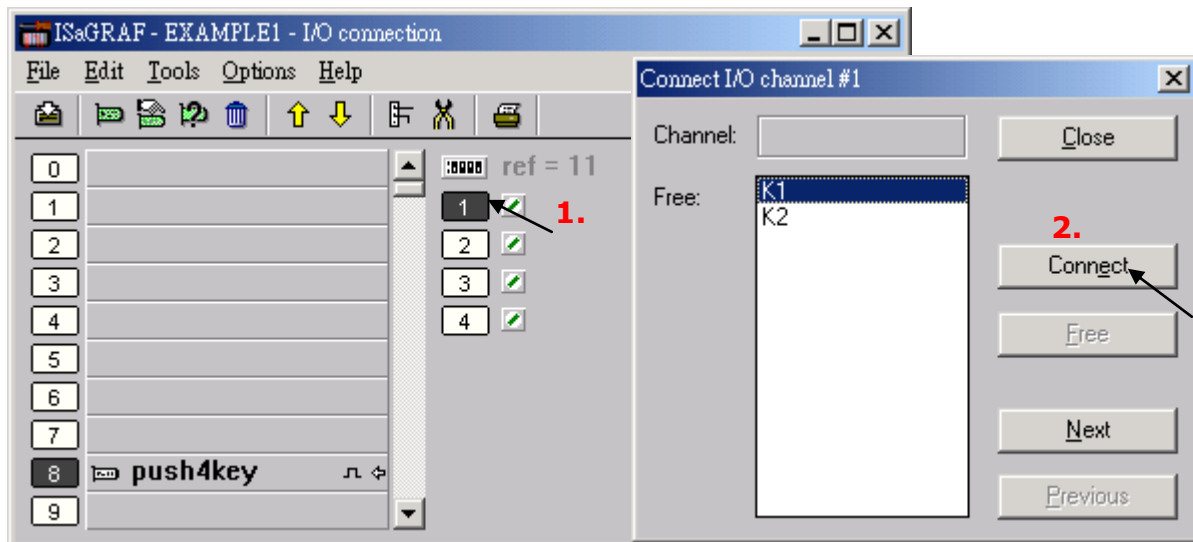 ISaGRAF - EXAMPLE1 - I/O connection
File Edit Tools Options Help
0
1
2
3
4
5
6
7
8 push4key
9
ref = 11
1 1.
2
3
4
Connect I/O channel #1
Channel:
Close
Free:
K1
K2
2.
Connect
Free
Next
Previous